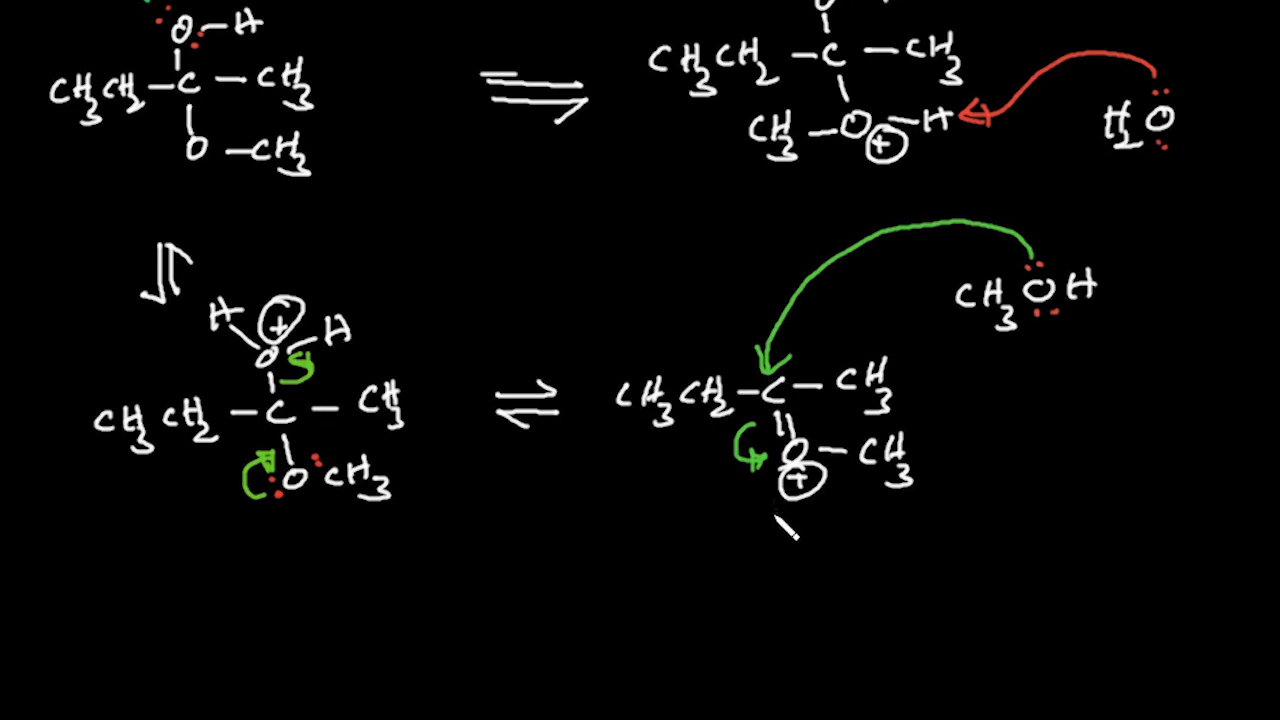 O
O – H
CH3CH2 – C – CH3
CH3CH2 – C – CH3
CH3 – O – H
+
H2O
O – CH3
CH3OH
H + H
O
CH3CH2 – C – CH3
CH3CH2 – C – CH3
O – CH3
+
O CH3